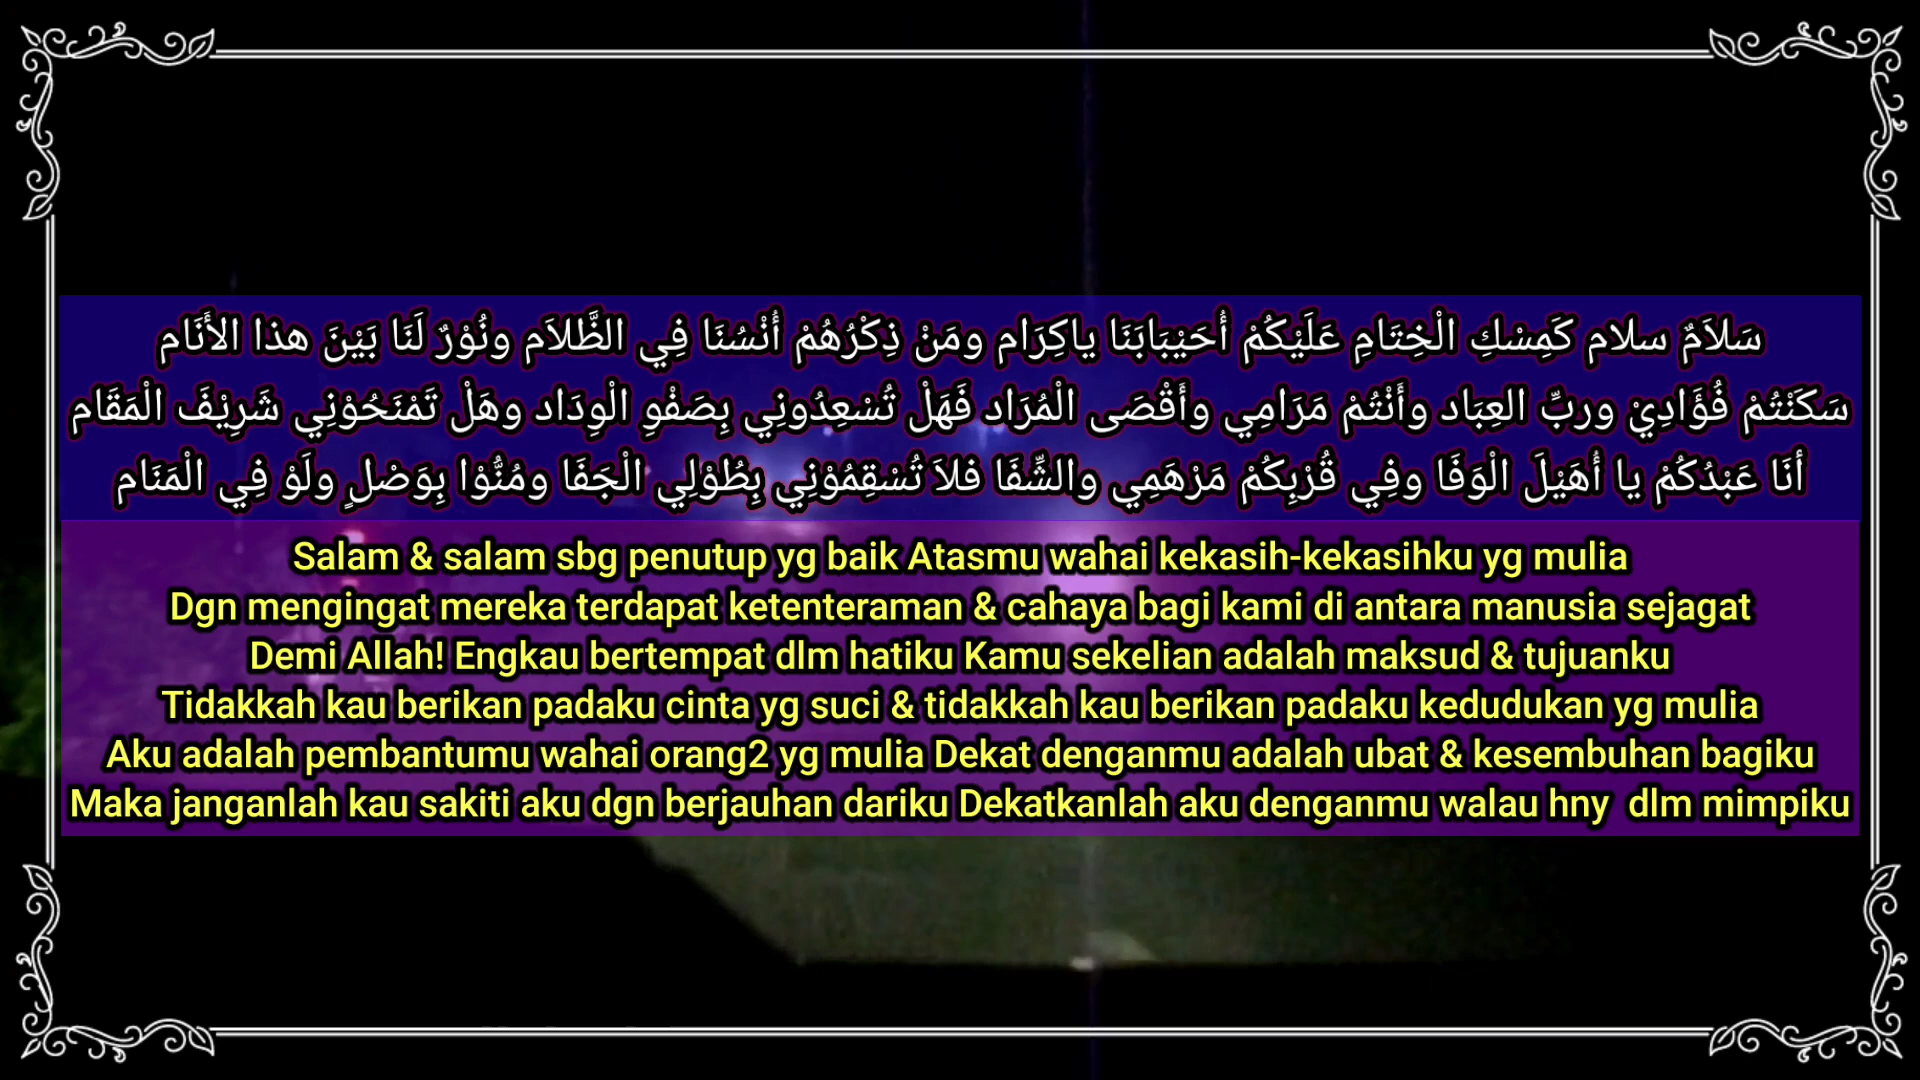 سَلاَمٌ سلام كَمِسْكِ الْخِتَامِ عَلَيْكُمْ أُحَيْبَابَنَا ياكِرَام ومَنْ ذِكْرُهُمْ أُنْسُنَا فِي الظَّلاَم ونُوْرٌ لَنَا بَيْنَ هذا الأَنَام
سَكَنْتُمْ فُؤَادِيْ وربِّ العِبَاد وأَنْتُمْ مَرَامِي وأَقْصَى الْمُرَاد فَهَلْ تُسْعِدُونِي بِصَفْوِ الْوِدَاد وهَلْ تَمْنَحُوْنِي شَرِيْفَ الْمَقَام
أَنَا عَبْدُكُمْ يا أُهَيْلَ الْوَفَا وفِي قُرْبِكُمْ مَرْهَمِي والشِّفَا فلاَ تُسْقِمُوْنِي بِطُوْلِي الْجَفَا ومُنُّوْا بِوَصْلٍ ولَوْ فِي الْمَنَام
Salam & salam sbg penutup yg baik Atasmu wahai kekasih-kekasihku yg mulia
Dgn mengingat mereka terdapat ketenteraman & cahaya bagi kami di antara manusia sejagat
Demi Allah! Engkau bertempat dlm hatiku Kamu sekelian adalah maksud & tujuanku
Tidakkah kau berikan padaku cinta yg suci & tidakkah kau berikan padaku kedudukan yg mulia
Aku adalah pembantumu wahai orang2 yg mulia Dekat denganmu adalah ubat & kesembuhan bagiku
Maka janganlah kau sakiti aku dgn berjauhan dariku Dekatkanlah aku denganmu walau hny  dlm mimpiku